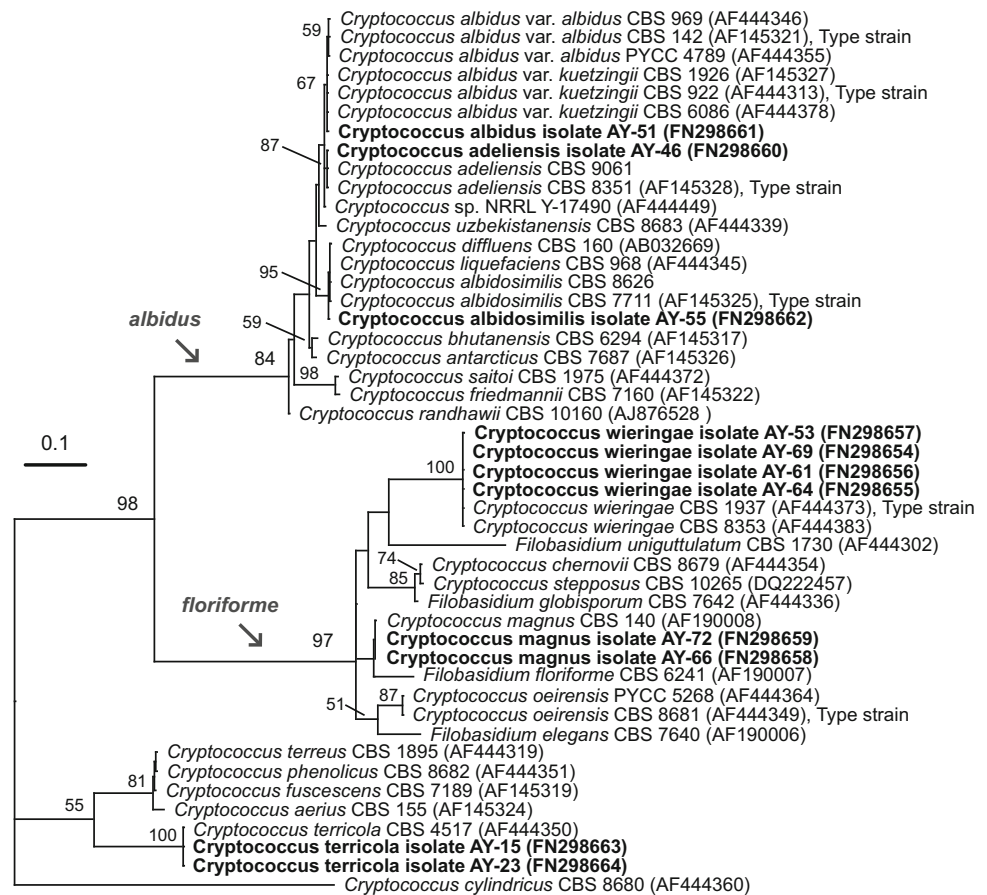 Cryptococcus albidus var. albidus CBS 969 (AF444346)
59
Cryptococcus albidus var. albidus CBS 142 (AF145321), Type strain
Cryptococcus albidus var. albidus PYCC 4789 (AF444355)
Cryptococcus albidus var. kuetzingii CBS 1926 (AF145327)
67
Cryptococcus albidus var. kuetzingii CBS 922 (AF444313), Type strain
Cryptococcus albidus var. kuetzingii CBS 6086 (AF444378)
Cryptococcus albidus isolate AY-51 (FN298661)
87
Cryptococcus adeliensis isolate AY-46 (FN298660)
Cryptococcus adeliensis CBS 9061
Cryptococcus adeliensis CBS 8351 (AF145328), Type strain
Cryptococcus sp. NRRL Y-17490 (AF444449)
Cryptococcus uzbekistanensis CBS 8683 (AF444339)
Cryptococcus diffluens CBS 160 (AB032669)
Cryptococcus liquefaciens CBS 968 (AF444345)
95
Cryptococcus albidosimilis CBS 8626
Cryptococcus albidosimilis CBS 7711 (AF145325), Type strain
Cryptococcus albidosimilis isolate AY-55 (FN298662)
albidus
59
Cryptococcus bhutanensis CBS 6294 (AF145317)
Cryptococcus antarcticus CBS 7687 (AF145326)
84
98
Cryptococcus saitoi CBS 1975 (AF444372)
Cryptococcus friedmannii CBS 7160 (AF145322)
Cryptococcus randhawii CBS 10160 (AJ876528 )
0.1
Cryptococcus wieringae isolate AY-53 (FN298657)
Cryptococcus wieringae isolate AY-69 (FN298654)
100
Cryptococcus wieringae isolate AY-61 (FN298656)
Cryptococcus wieringae isolate AY-64 (FN298655)
98
Cryptococcus wieringae CBS 1937 (AF444373), Type strain
Cryptococcus wieringae CBS 8353 (AF444383)
Filobasidium uniguttulatum CBS 1730 (AF444302)
74
Cryptococcus chernovii CBS 8679 (AF444354)
85
Cryptococcus stepposus CBS 10265 (DQ222457)
Filobasidium globisporum CBS 7642 (AF444336)
floriforme
Cryptococcus magnus CBS 140 (AF190008)
97
Cryptococcus magnus isolate AY-72 (FN298659)
Cryptococcus magnus isolate AY-66 (FN298658)
Filobasidium floriforme CBS 6241 (AF190007)
87
Cryptococcus oeirensis PYCC 5268 (AF444364)
51
Cryptococcus oeirensis CBS 8681 (AF444349), Type strain
Filobasidium elegans CBS 7640 (AF190006)
Cryptococcus terreus CBS 1895 (AF444319)
Cryptococcus phenolicus CBS 8682 (AF444351)
81
Cryptococcus fuscescens CBS 7189 (AF145319)
55
Cryptococcus aerius CBS 155 (AF145324)
100
Cryptococcus terricola CBS 4517 (AF444350)
Cryptococcus terricola isolate AY-15 (FN298663)
Cryptococcus terricola isolate AY-23 (FN298664)
Cryptococcus cylindricus CBS 8680 (AF444360)